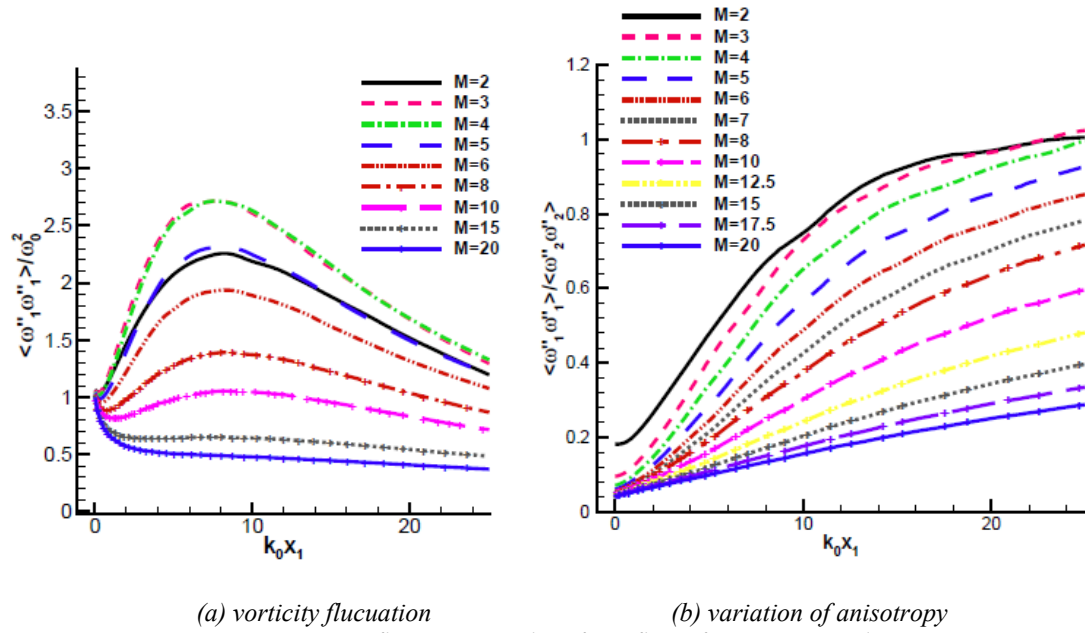 <ω"₁ω"₁>/ω₀²
3.5
3
2.5
2
1.5
1
0.5
0
0
10
20
k₀x₁
M=2
M=3
M=4
M=5
M=6
M=8
M=10
M=15
M=20
(a) vorticity flucuation
<ω"₁ω"₁>/<ω"₂ω"₂>
1.2
1
0.8
0.6
0.4
0.2
0
0
10
20
k₀x₁
M=2
M=3
M=4
M=5
M=6
M=7
M=8
M=10
M=12.5
M=15
M=17.5
M=20
(b) variation of anisotropy